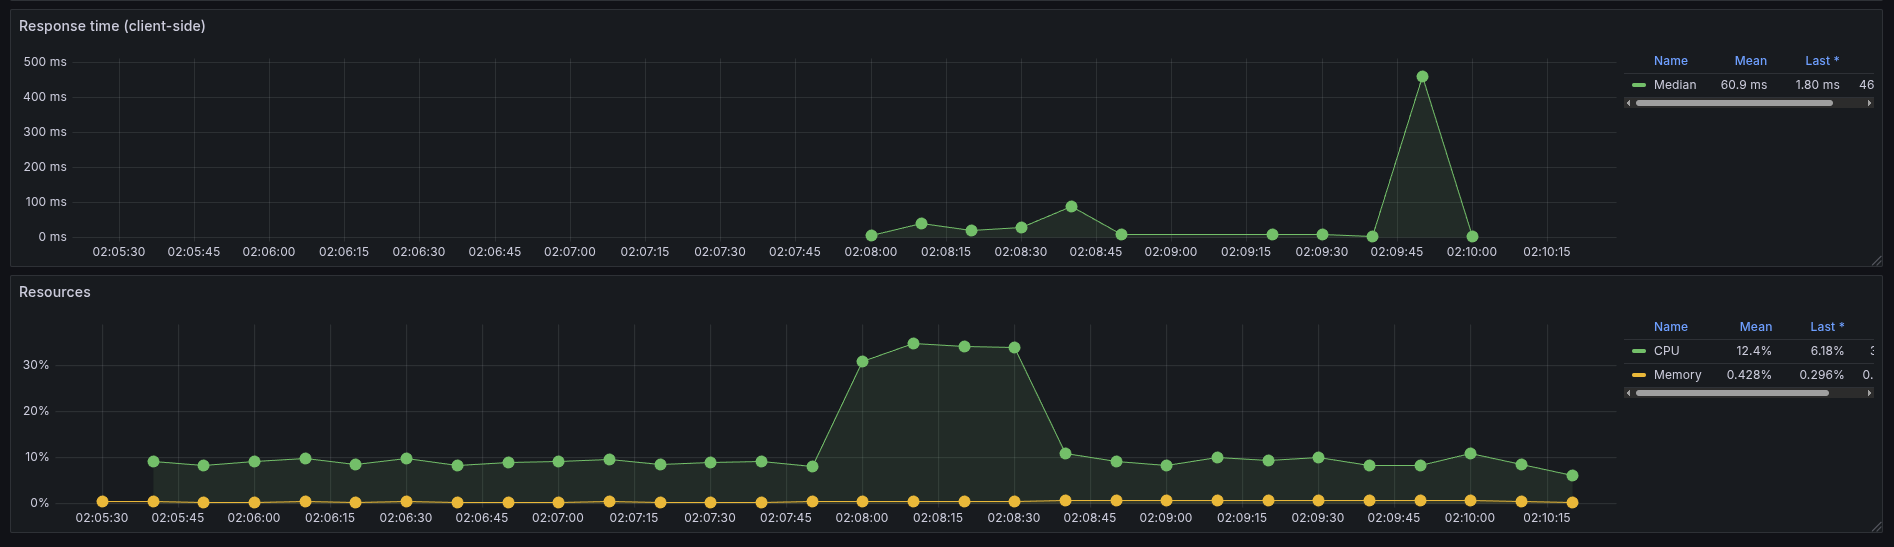 Response time (client-side)
500 ms
400 ms
300 ms
200 ms
100 ms
0 ms
02:05:30 02:05:45 02:06:00 02:06:15 02:06:30 02:06:45 02:07:00 02:07:15 02:07:30 02:07:45 02:08:00 02:08:15 02:08:30 02:08:45 02:09:00 02:09:15 02:09:30 02:09:45 02:10:00 02:10:15
Name Mean Last *
Median 60.9 ms 1.80 ms 46
Resources
30%
20%
10%
0%
02:05:30 02:05:45 02:06:00 02:06:15 02:06:30 02:06:45 02:07:00 02:07:15 02:07:30 02:07:45 02:08:00 02:08:15 02:08:30 02:08:45 02:09:00 02:09:15 02:09:30 02:09:45 02:10:00 02:10:15
Name Mean Last *
CPU 12.4% 6.18%
Memory 0.428% 0.296% 0.